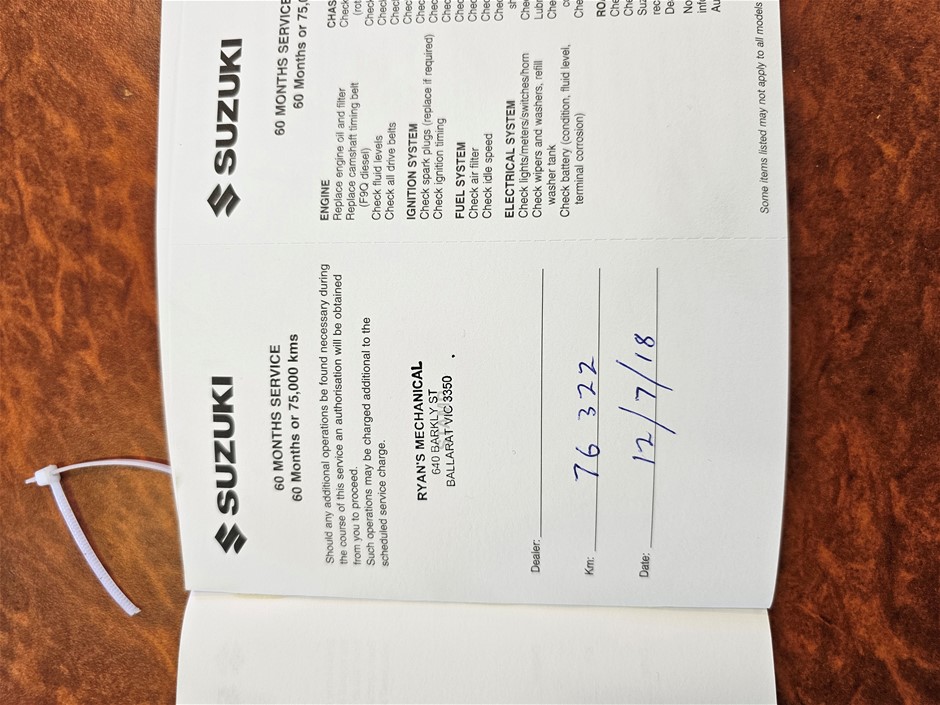 SUZUKI
60 MONTHS SERVICE
60 Months or 75,000 kms
Should any additional operations be found necessary during
the course of this service an authorisation will be obtained
from you to proceed.
Such operations may be charged additional to the
scheduled service charge.
RYAN'S MECHANICAL
640 BARKLY ST
BALLARAT VIC 3350
Dealer:
Km: 76 322
Date: 12/7/18
SUZUKI
60 MONTHS SERVICE
60 Months or
ENGINE
Replace engine oil and filter
Replace camshaft timing belt
(F9Q diesel)
Check fluid levels
Check all drive belts
IGNITION SYSTEM
Check spark plugs (replace if required)
Check ignition timing
FUEL SYSTEM
Check air filter
Check idle speed
ELECTRICAL SYSTEM
Check lights/meters/switches/horn
Check wipers and washers, refill
washer tank
Check battery (condition, fluid level,
terminal corrosion)
Some items listed may not apply to all models